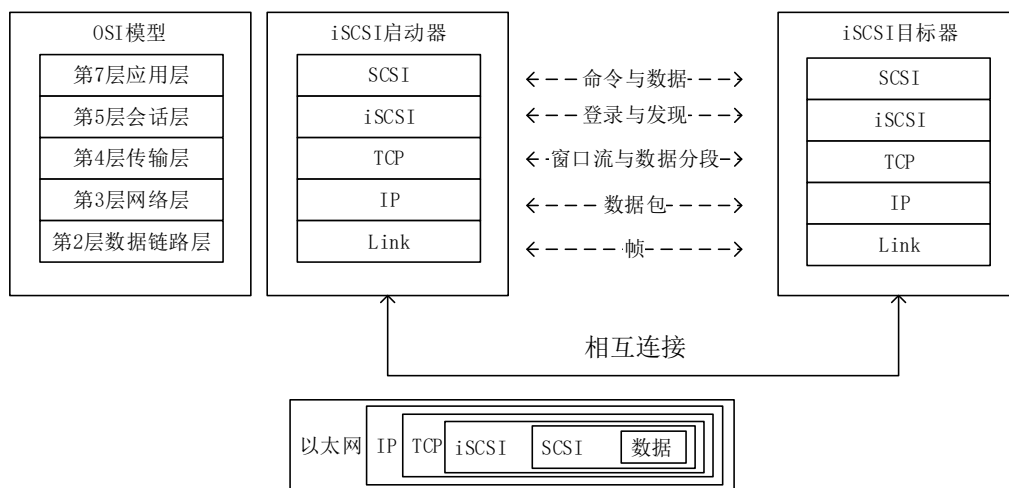 OSI模型
第7层应用层
第5层会话层
第4层传输层
第3层网络层
第2层数据链路层
iSCSI启动器
SCSI
iSCSI
TCP
IP
Link
命令与数据
登录与发现
窗口流与数据分段
数据包
帧
iSCSI目标器
SCSI
iSCSI
TCP
IP
Link
相互连接
以太网 IP TCP iSCSI SCSI 数据